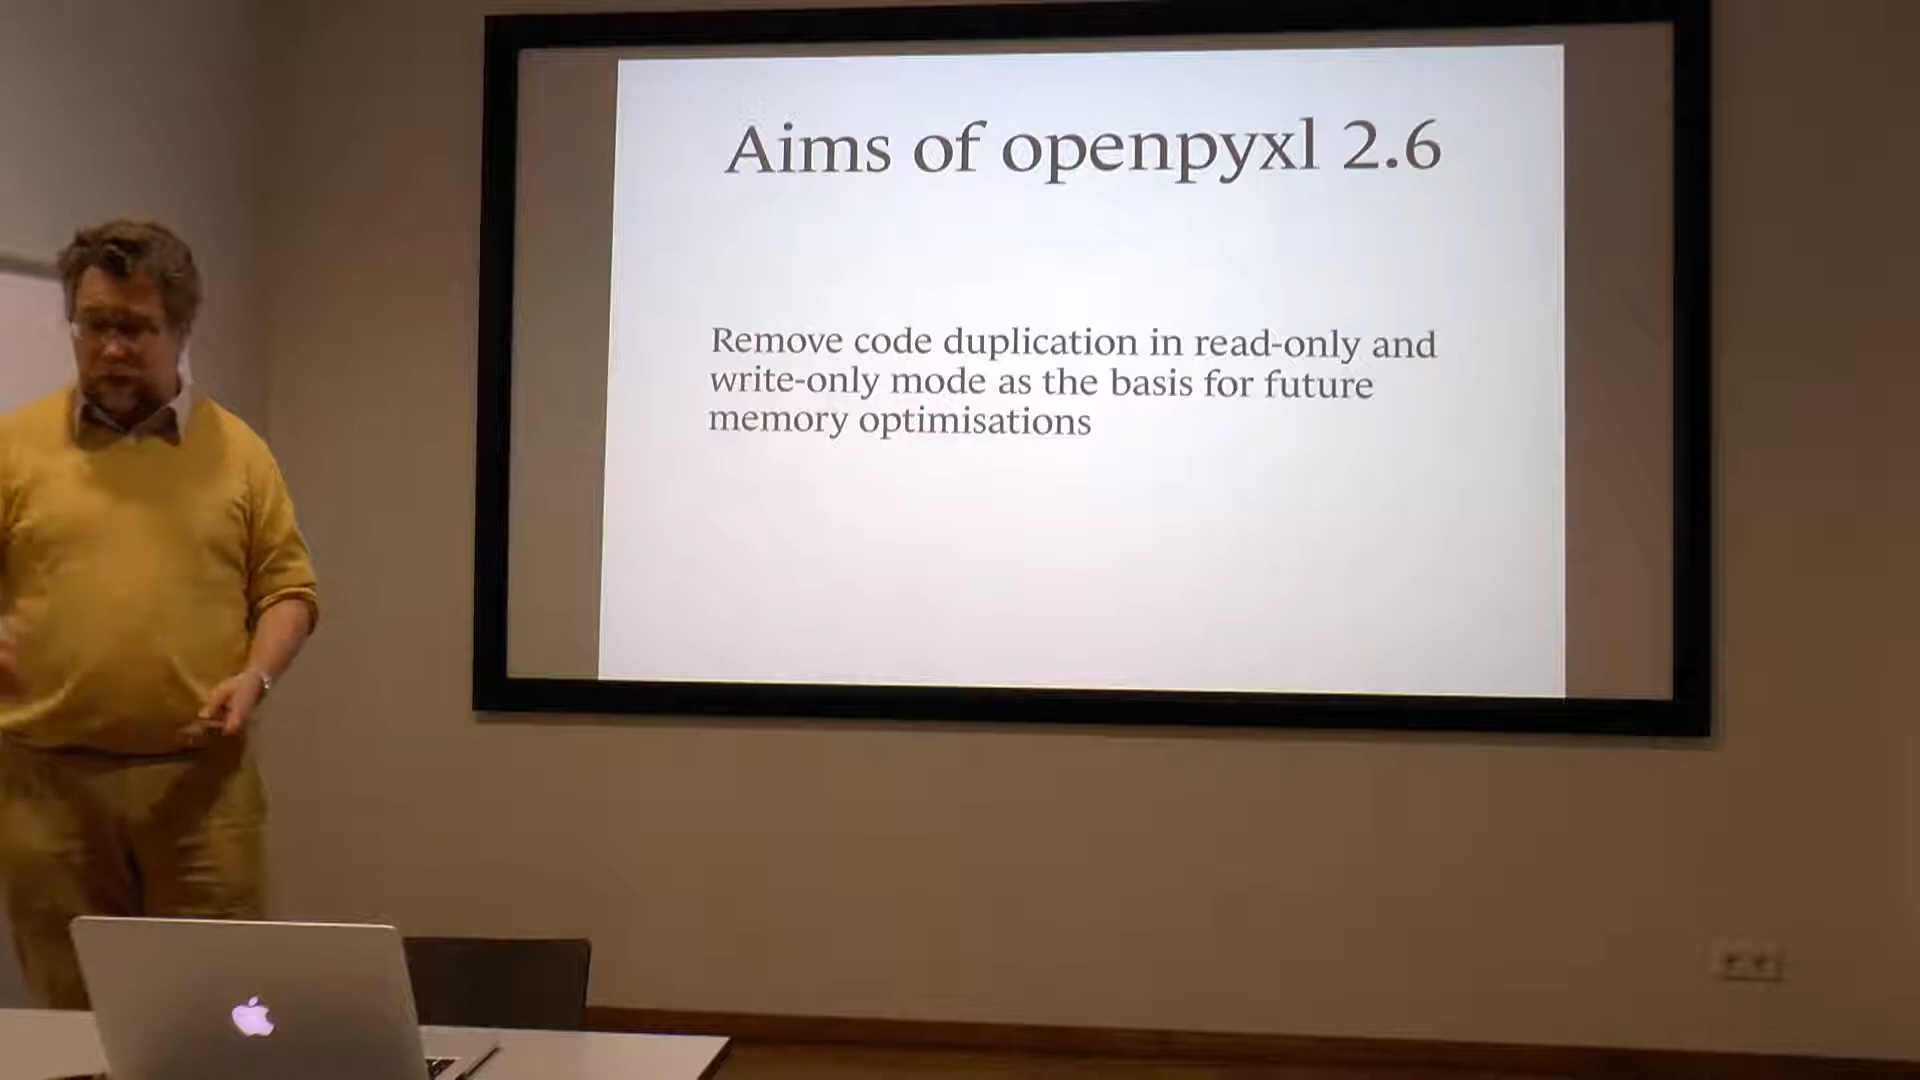 Aims of openpyxl 2.6
Remove code duplication in read-only and
write-only mode as the basis for future
memory optimisations